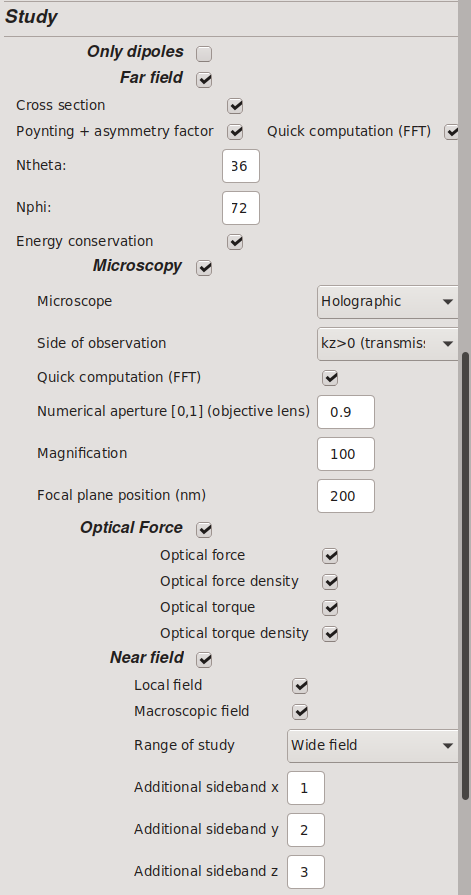 Study
Only dipoles
Far field
Cross section
Poynting + asymmetry factor Quick computation (FFT)
Ntheta: 36
Nphi: 72
Energy conservation
Microscopy
Microscope Holographic
Side of observation kz>0 (transmis
Quick computation (FFT)
Numerical aperture [0,1] (objective lens) 0.9
Magnification 100
Focal plane position (nm) 200
Optical Force
Optical force
Optical force density
Optical torque
Optical torque density
Near field
Local field
Macroscopic field
Range of study Wide field
Additional sideband x 1
Additional sideband y 2
Additional sideband z 3